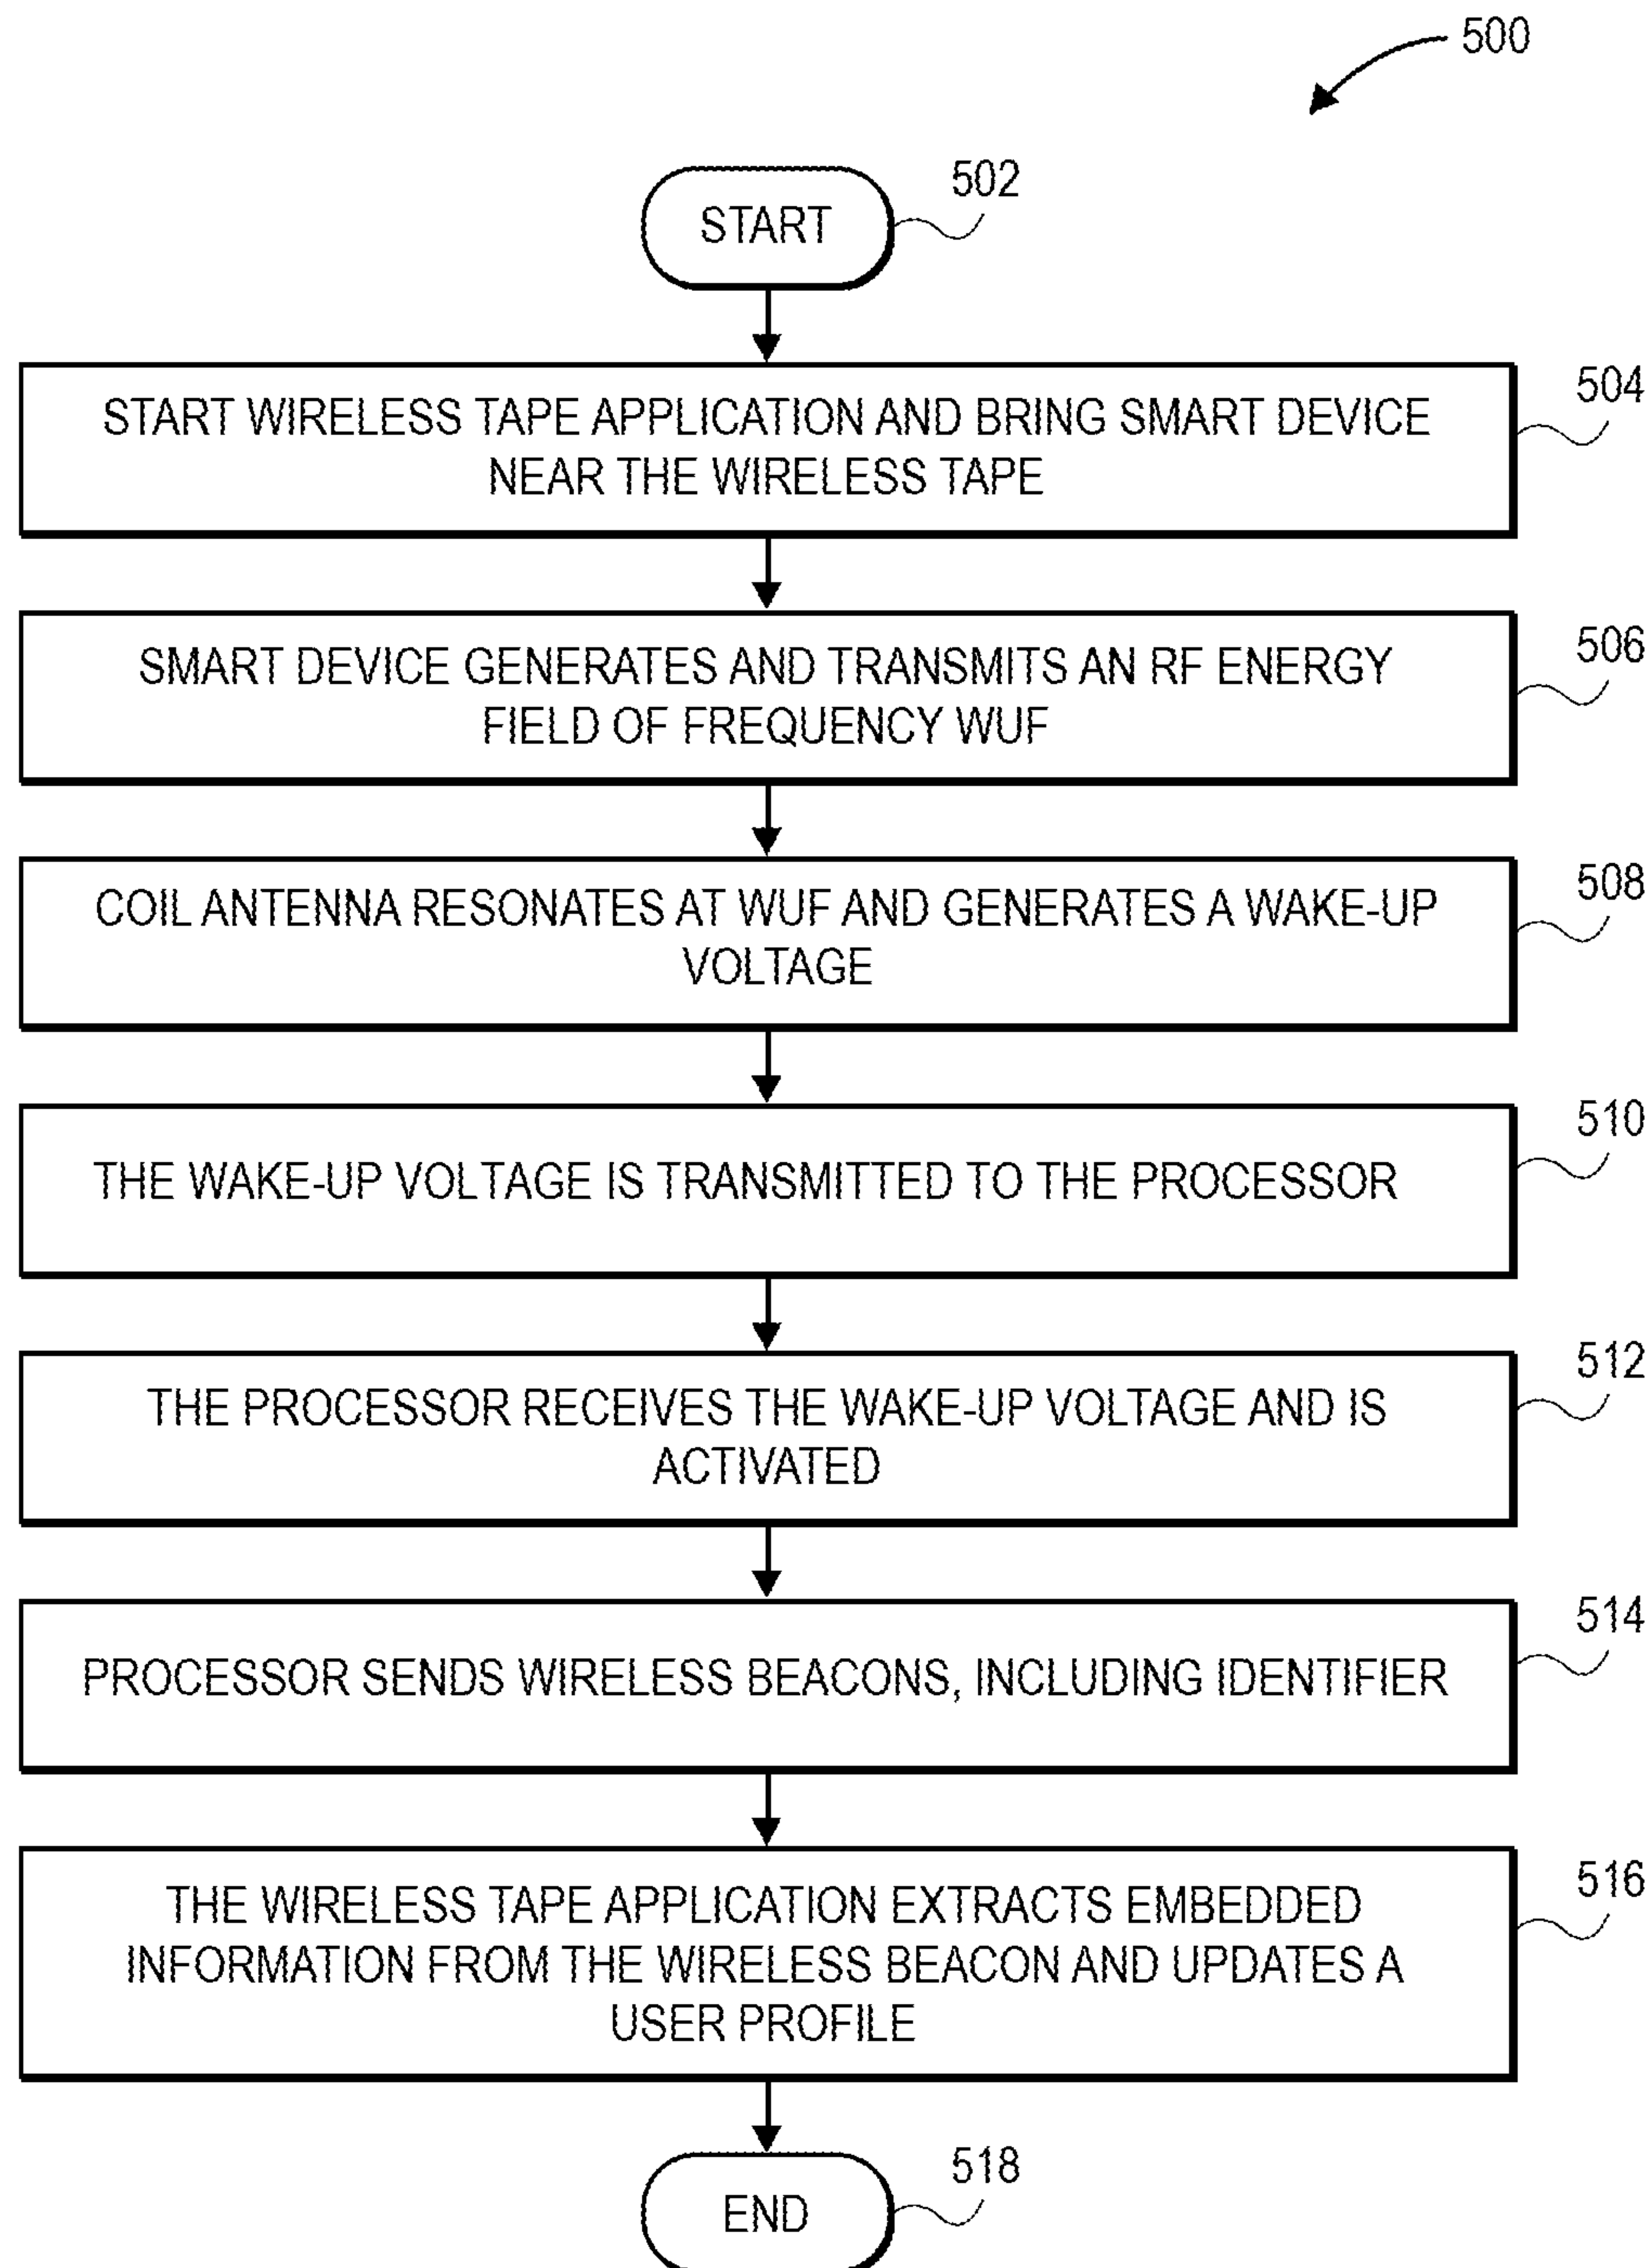 500
502
START
504
START WIRELESS TAPE APPLICATION AND BRING SMART DEVICE
NEAR THE WIRELESS TAPE
506
SMART DEVICE GENERATES AND TRANSMITS AN RF ENERGY
FIELD OF FREQUENCY WUF
508
COIL ANTENNA RESONATES AT WUF AND GENERATES A WAKE-UP
VOLTAGE
510
THE WAKE-UP VOLTAGE IS TRANSMITTED TO THE PROCESSOR
512
THE PROCESSOR RECEIVES THE WAKE-UP VOLTAGE AND IS
ACTIVATED
514
PROCESSOR SENDS WIRELESS BEACONS, INCLUDING IDENTIFIER
516
THE WIRELESS TAPE APPLICATION EXTRACTS EMBEDDED
INFORMATION FROM THE WIRELESS BEACON AND UPDATES A
USER PROFILE
518
END